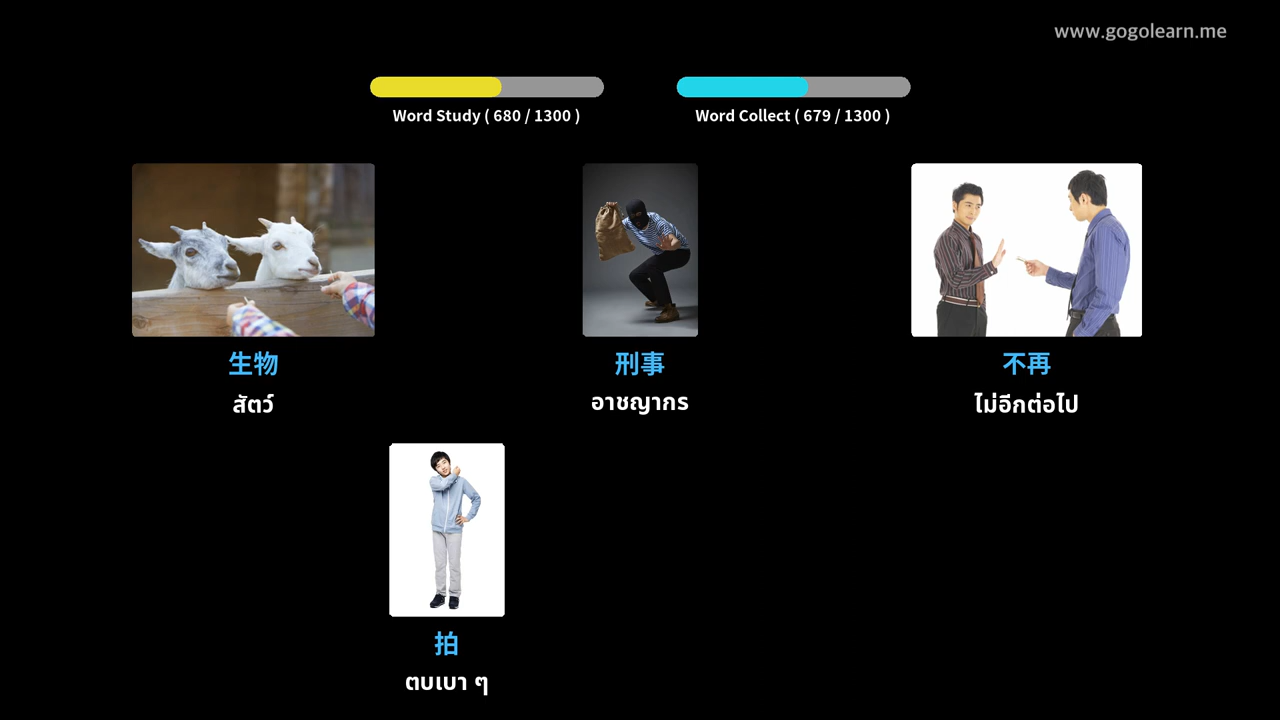 www.gogolearn.me
Word Study ( 680 / 1300 )
Word Collect ( 679 / 1300 )
生物
สัตว์
刑事
อาชญากร
不再
ไม่อีกต่อไป
拍
ตบเบา ๆ